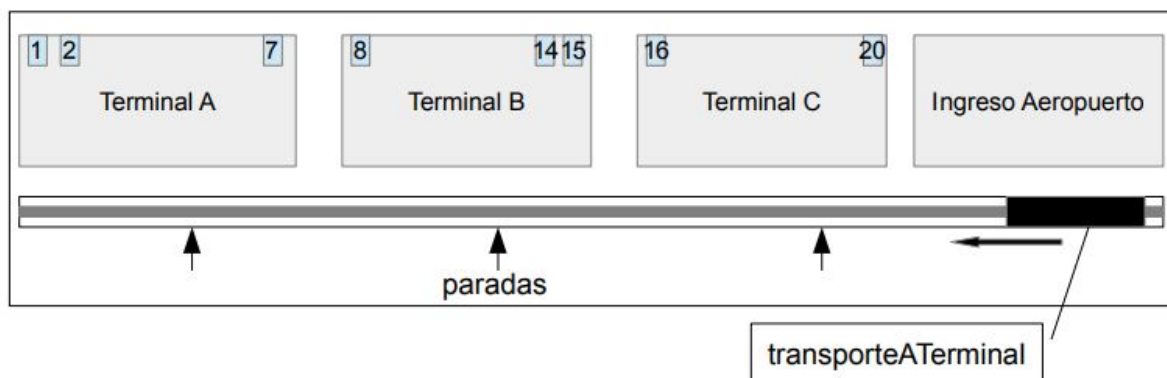 1 2 7 8 14 15 16 20
Terminal A Terminal B Terminal C Ingreso Aeropuerto
paradas
transporteATerminal